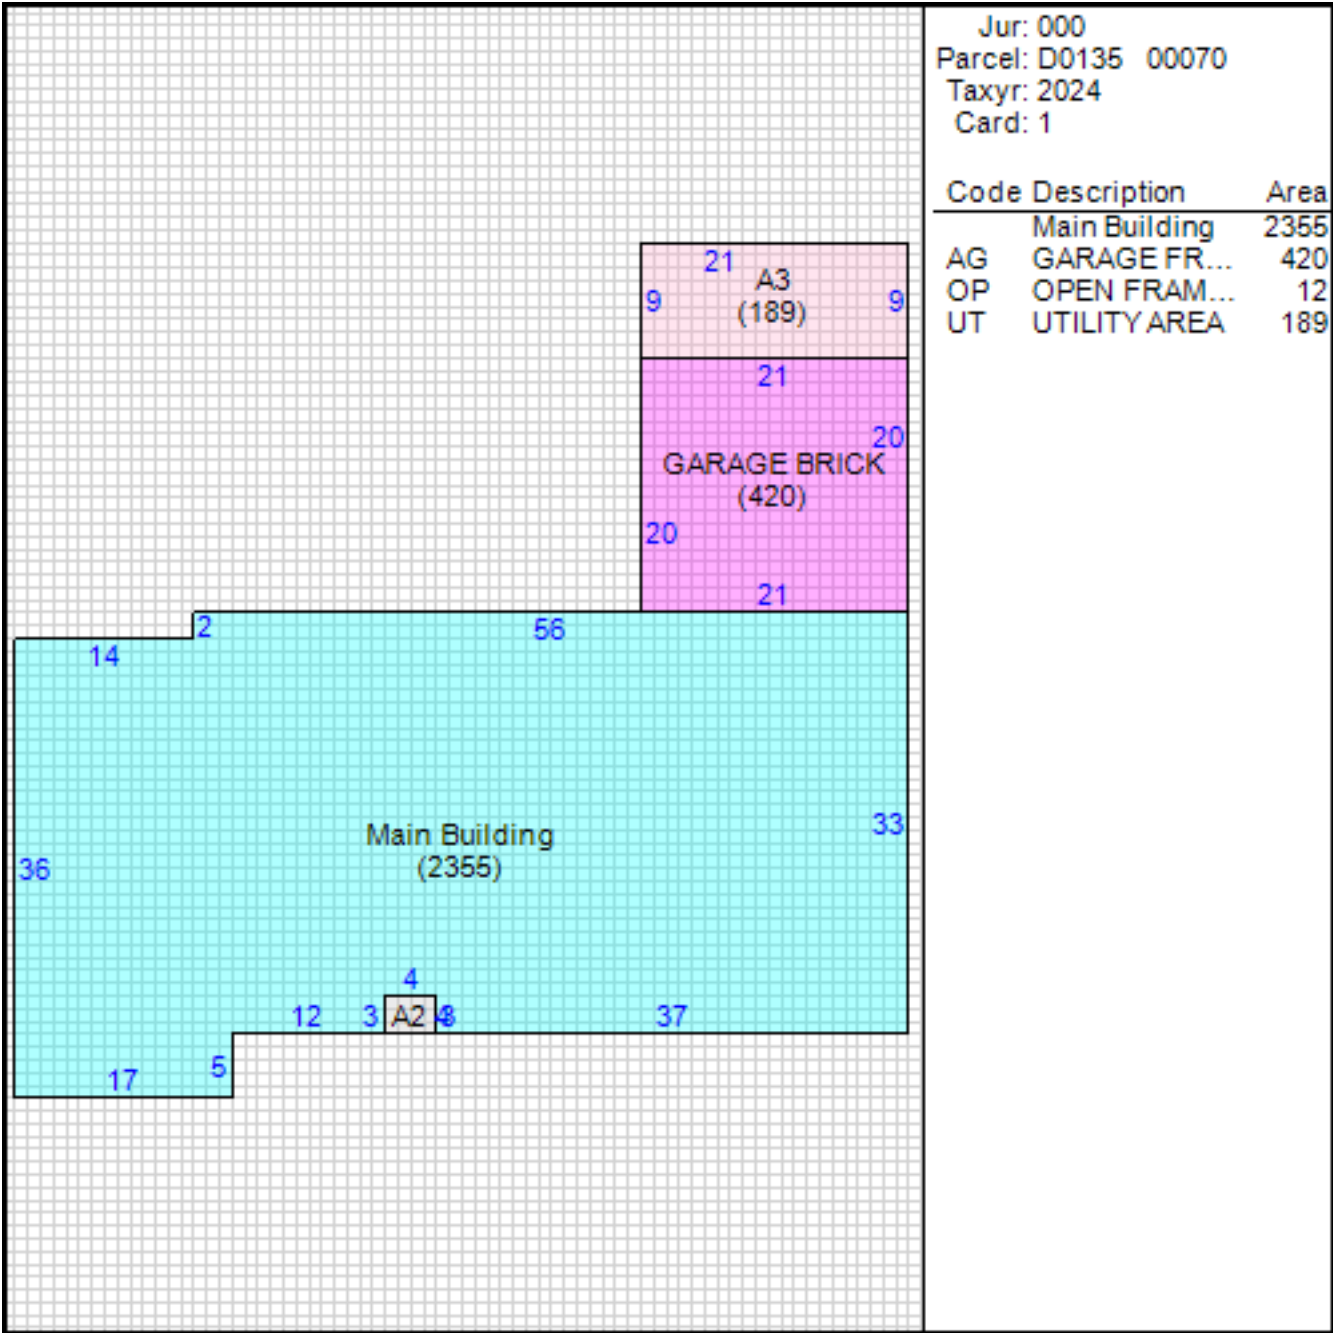 Jur: 000
Parcel: D0135 00070
Taxyr: 2024
Card: 1
Code Description Area
Main Building 2355
AG GARAGE FR... 420
OP OPEN FRAM... 12
UT UTILITY AREA 189
21
A3
9 9
(189)
21
20
GARAGE BRICK
(420)
20
21
2 56
14
33
Main Building
36 (2355)
4
12 3 A2 37
5
17